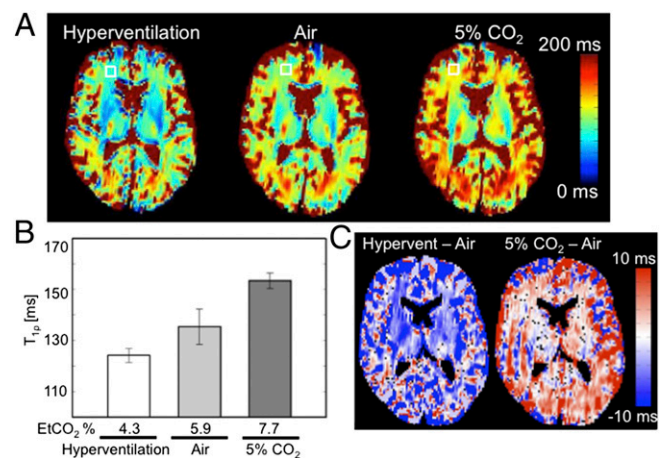 A
Hyperventilation Air 5% CO₂
200 ms
0 ms
B
170
150
130
110
T₁ρ [ms]
EtCO₂ % 4.3 5.9 7.7
Hyperventilation Air 5% CO₂
C
Hypervent – Air 5% CO₂ – Air
10 ms
-10 ms